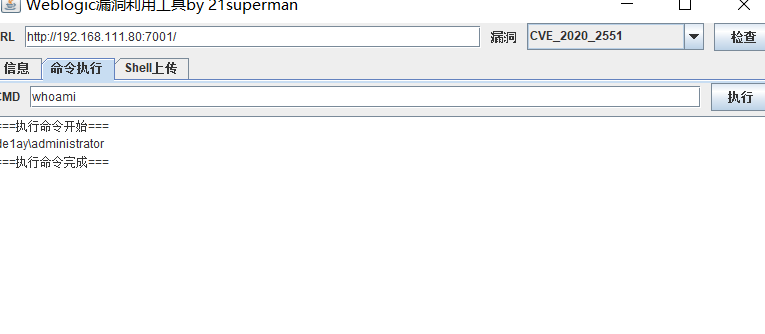 Weblogic漏洞利用工具by 21superman
RL http://192.168.111.80:7001/ 漏洞 CVE_2020_2551 检查
信息 命令执行 Shell上传
CMD whoami 执行
===执行命令开始===
de1ay\administrator
===执行命令完成===